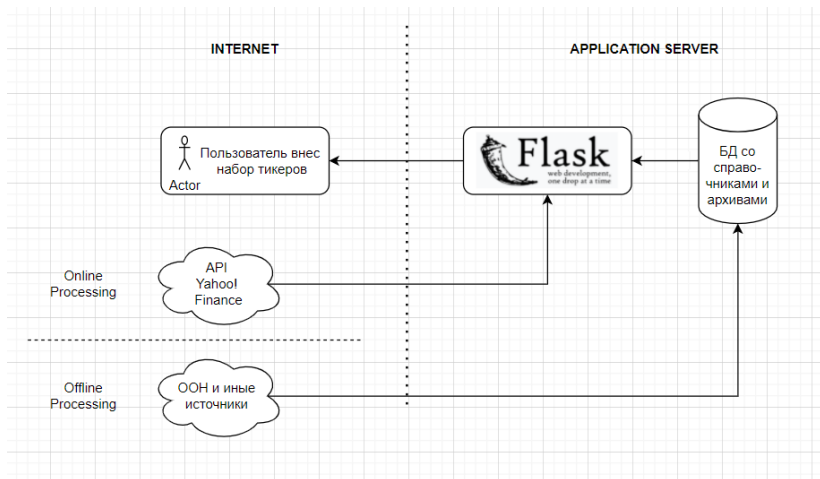 INTERNET
APPLICATION SERVER
Пользователь внес
набор тикеров
Actor
Flask
web development,
one drop at a time
БД со
справо-
чниками и
архивами
Online
Processing
API
Yahoo!
Finance
Offline
Processing
ООН и иные
источники